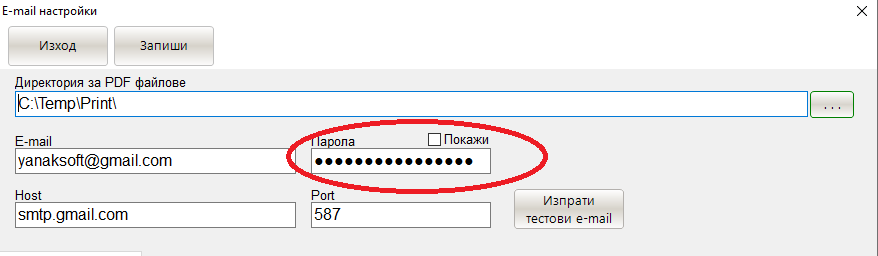 E-mail настройки
Изход Запиши
Директория за PDF файлове
C:\Temp\Print\ ...
E-mail Парола Покажи
yanaksoft@gmail.com ●●●●●●●●●●●●●●●●
Host Port
smtp.gmail.com 587
Изпрати
тестови e-mail